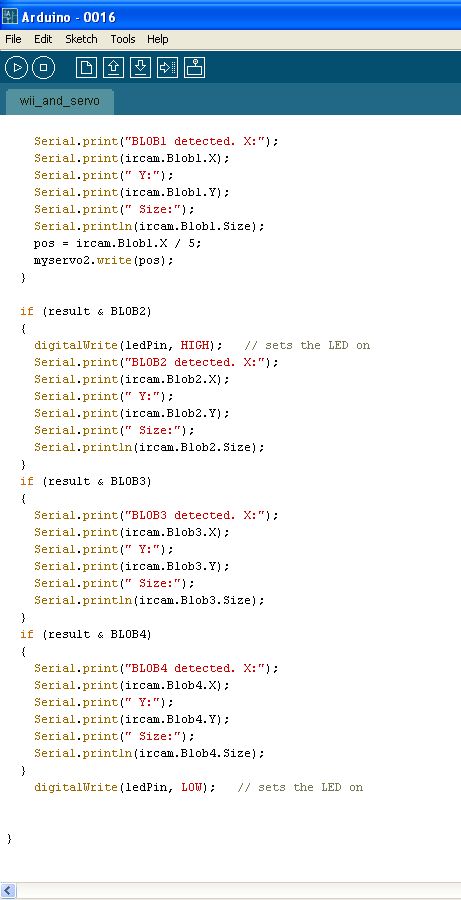 Arduino - 0016
File Edit Sketch Tools Help
wii_and_servo
Serial.print("BLOB1 detected. X:");
Serial.print(ircam.Blob1.X);
Serial.print(" Y:");
Serial.print(ircam.Blob1.Y);
Serial.print(" Size:");
Serial.println(ircam.Blob1.Size);
pos = ircam.Blob1.X / 5;
myservo2.write(pos);
}
if (result & BLOB2)
{
digitalWrite(ledPin, HIGH);   // sets the LED on
Serial.print("BLOB2 detected. X:");
Serial.print(ircam.Blob2.X);
Serial.print(" Y:");
Serial.print(ircam.Blob2.Y);
Serial.print(" Size:");
Serial.println(ircam.Blob2.Size);
}
if (result & BLOB3)
{
Serial.print("BLOB3 detected. X:");
Serial.print(ircam.Blob3.X);
Serial.print(" Y:");
Serial.print(ircam.Blob3.Y);
Serial.print(" Size:");
Serial.println(ircam.Blob3.Size);
}
if (result & BLOB4)
{
Serial.print("BLOB4 detected. X:");
Serial.print(ircam.Blob4.X);
Serial.print(" Y:");
Serial.print(ircam.Blob4.Y);
Serial.print(" Size:");
Serial.println(ircam.Blob4.Size);
}
digitalWrite(ledPin, LOW);   // sets the LED on
}